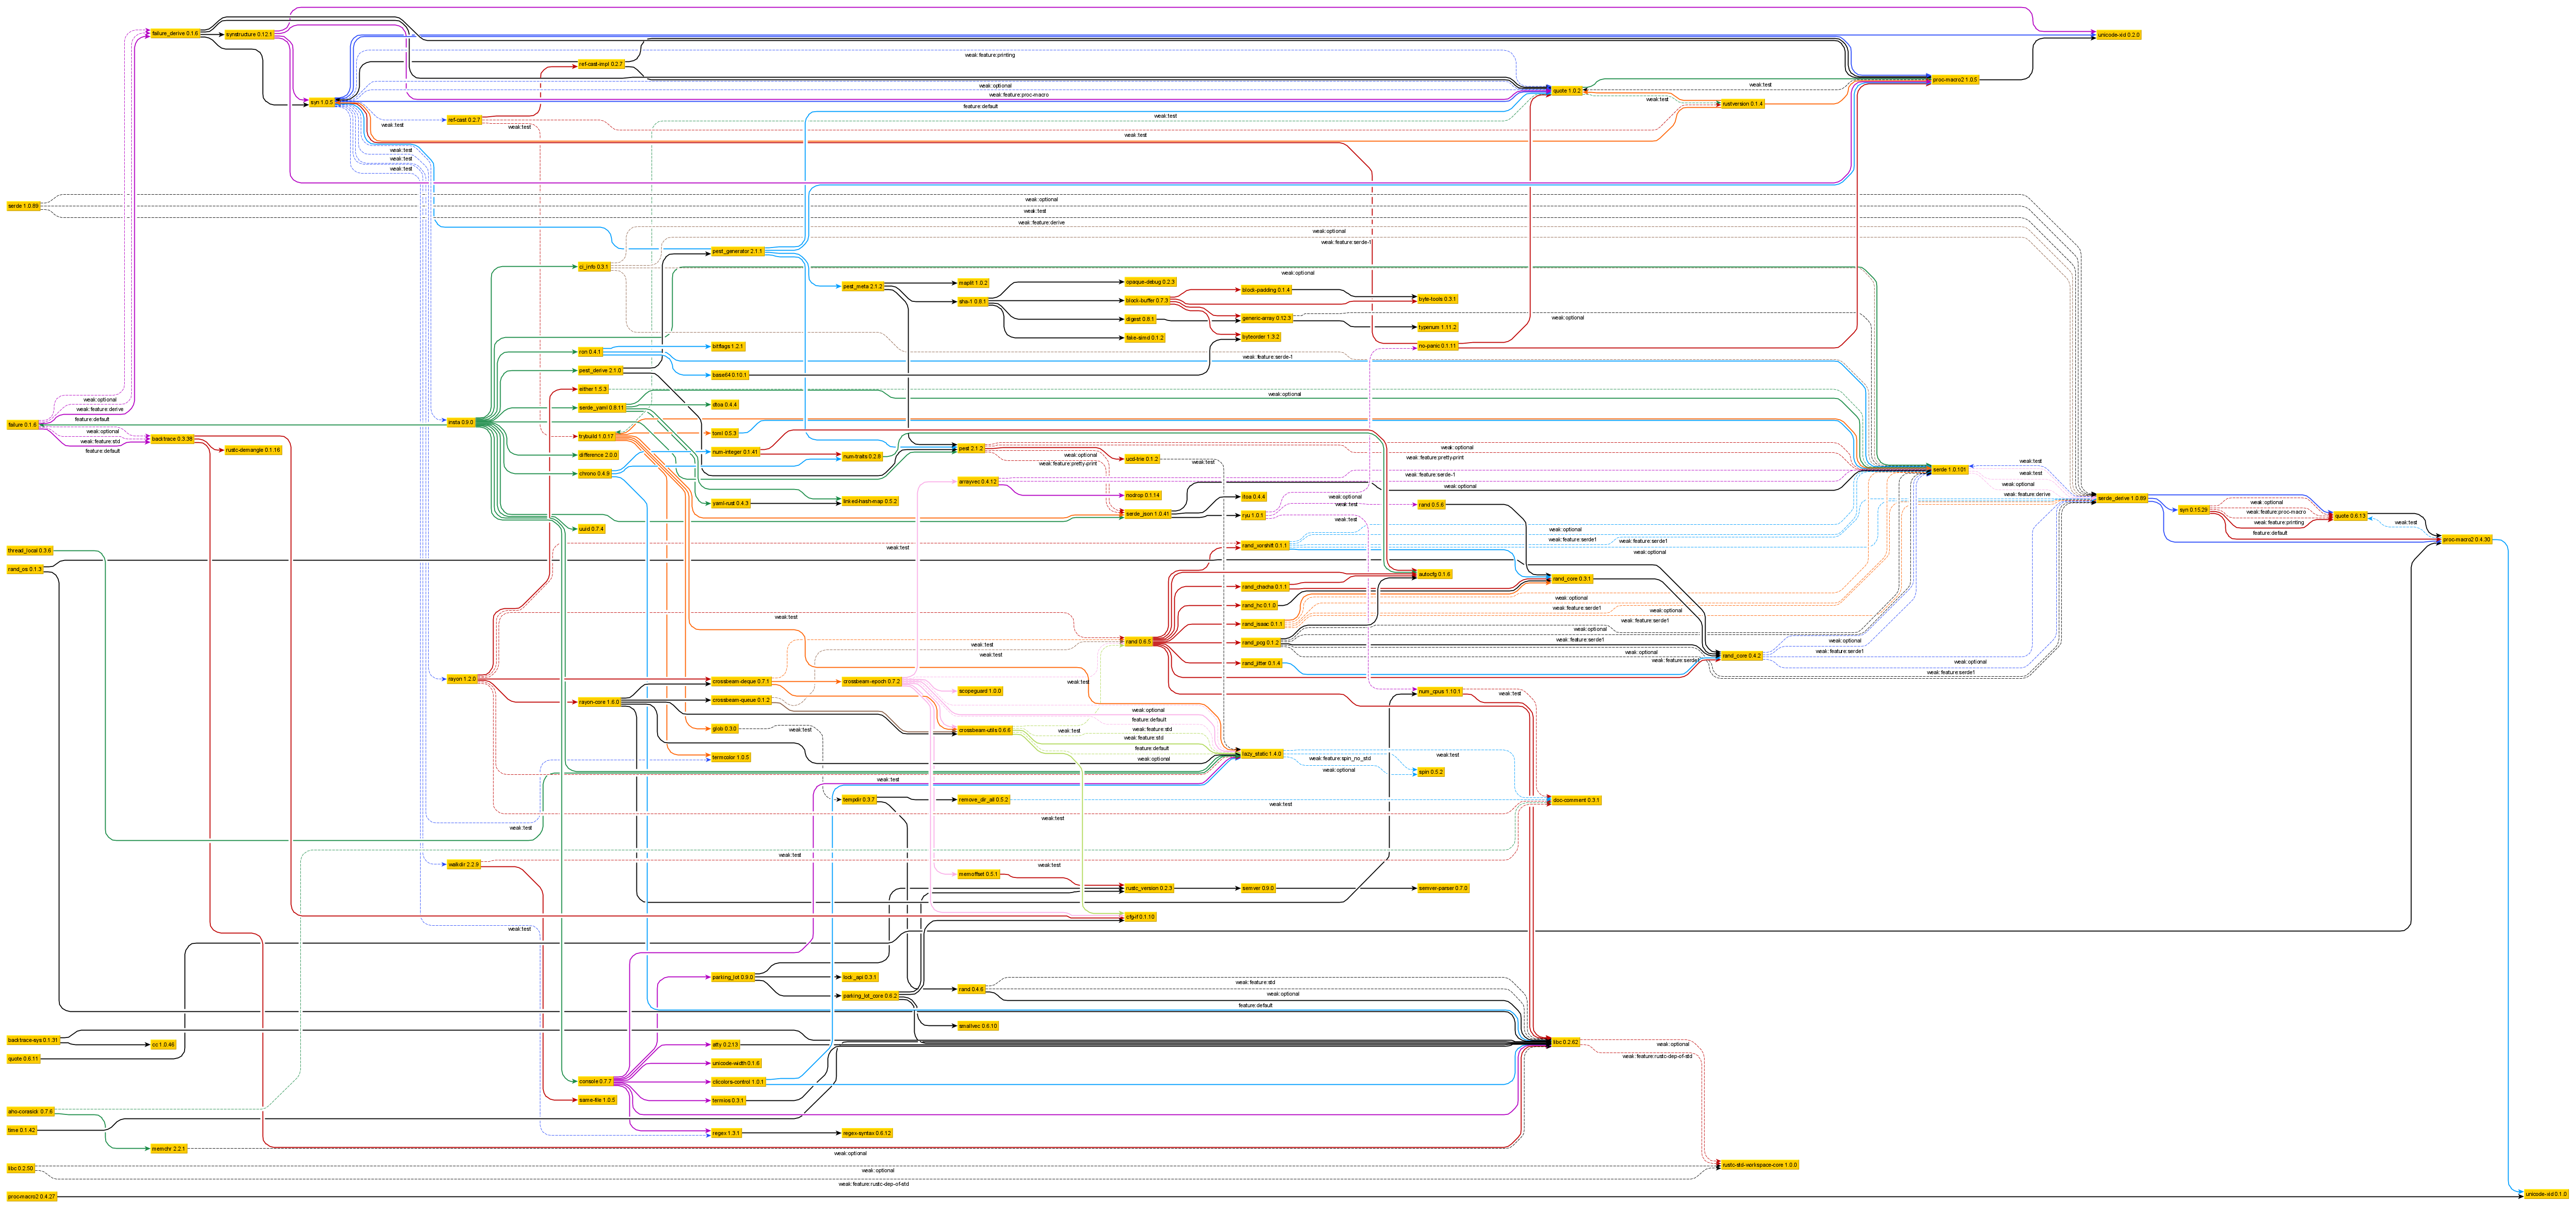 failure_derive 0.1.6
synstructure 0.12.1
unicode-xid 0.2.0
weak:feature:printing
ref-cast-impl 0.2.7
proc-macro2 1.0.5
weak:test
weak:optional
quote 1.0.2
weak:feature:proc-macro
syn 1.0.5
weak:test
rustversion 0.1.4
feature:default
ref-cast 0.2.7
weak:test
weak:test
weak:test
weak:test
weak:test
weak:test
weak:test
serde 1.0.89
weak:optional
weak:test
weak:feature:derive
weak:optional
weak:feature:serde-1
pest_generator 2.1.1
ci_info 0.3.1
weak:optional
pest_meta 2.1.2
maplit 1.0.2
opaque-debug 0.2.3
block-padding 0.1.4
sha-1 0.8.1
block-buffer 0.7.3
byte-tools 0.3.1
digest 0.8.1
generic-array 0.12.3
weak:optional
typenum 1.11.2
fake-simd 0.1.2
byteorder 1.3.2
no-panic 0.1.11
bitflags 1.2.1
ron 0.4.1
weak:feature:serde-1
pest_derive 2.1.0
base64 0.10.1
either 1.5.3
weak:optional
weak:optional
dtoa 0.4.4
serde_yaml 0.8.11
weak:feature:derive
feature:default
failure 0.1.6
insta 0.9.0
weak:optional
toml 0.5.3
trybuild 1.0.17
backtrace 0.3.38
weak:feature:std
feature:default
rustc-demangle 0.1.16
weak:optional
pest 2.1.2
num-integer 0.1.41
difference 2.0.0
num-traits 0.2.8
weak:optional
weak:feature:pretty-print
ucd-trie 0.1.2
weak:test
weak:feature:pretty-print
weak:test
serde 1.0.101
chrono 0.4.9
weak:feature:serde-1
weak:test
arrayvec 0.4.12
weak:optional
weak:optional
nodrop 0.1.14
itoa 0.4.4
weak:feature:derive
serde_derive 0.1.89
yaml-rust 0.4.3
linked-hash-map 0.5.2
weak:optional
weak:test
rand 0.5.6
weak:optional
syn 0.15.29
weak:feature:proc-macro
serde_json 1.0.41
ryu 1.0.1
quote 0.6.13
weak:test
weak:feature:printing
weak:test
uuid 0.7.4
weak:optional
feature:default
proc-macro2 0.4.30
weak:feature:serde1
weak:feature:serde1
rand_xorshift 0.1.1
weak:test
thread_local 0.3.6
weak:optional
rand_os 0.1.3
autocfg 0.1.6
rand_core 0.3.1
rand_chacha 0.1.1
weak:optional
rand_hc 0.1.0
weak:feature:serde1
weak:optional
weak:test
rand_isaac 0.1.1
weak:feature:serde1
weak:optional
weak:feature:serde1
weak:optional
weak:test
rand 0.6.5
rand_pcg 0.1.2
weak:feature:serde1
weak:optional
weak:test
rand_core 0.4.2
weak:feature:serde1
weak:optional
rand_jitter 0.1.4
weak:feature:serde1
rayon 1.2.0
crossbeam-deque 0.7.1
crossbeam-epoch 0.7.2
weak:test
scopeguard 1.0.0
num_cpus 1.10.1
weak:test
rayon-core 1.6.0
crossbeam-queue 0.1.2
weak:optional
feature:default
glob 0.3.0
weak:test
crossbeam-utils 0.6.6
weak:test
weak:feature:std
weak:feature:std
feature:default
lazy_static 1.4.0
weak:test
termcolor 1.0.5
weak:optional
weak:feature:spin_no_std
weak:optional
spin 0.5.2
weak:test
tempdir 0.3.7
remove_dir_all 0.5.2
weak:test
doc-comment 0.3.1
weak:test
weak:test
weak:test
walkdir 2.2.9
weak:test
memoffset 0.5.1
rustc_version 0.2.3
semver 0.9.0
semver-parser 0.7.0
cfg-if 0.1.10
weak:test
parking_lot 0.9.0
lock_api 0.3.1
weak:feature:std
rand 0.4.6
parking_lot_core 0.6.2
weak:optional
feature:default
smallvec 0.6.10
backtrace-sys 0.1.31
cc 1.0.46
atty 0.2.13
libc 0.2.62
weak:optional
quote 0.6.11
weak:feature:rustc-dep-of-std
unicode-width 0.1.6
console 0.7.7
clicolors-control 1.0.1
same-file 1.0.5
termios 0.3.1
aho-corasick 0.7.6
time 0.1.42
regex 1.3.1
regex-syntax 0.6.12
memchr 2.2.1
weak:optional
libc 0.2.50
weak:optional
rustc-std-workspace-core 1.0.0
weak:feature:rustc-dep-of-std
proc-macro2 0.4.27
unicode-xid 0.1.0